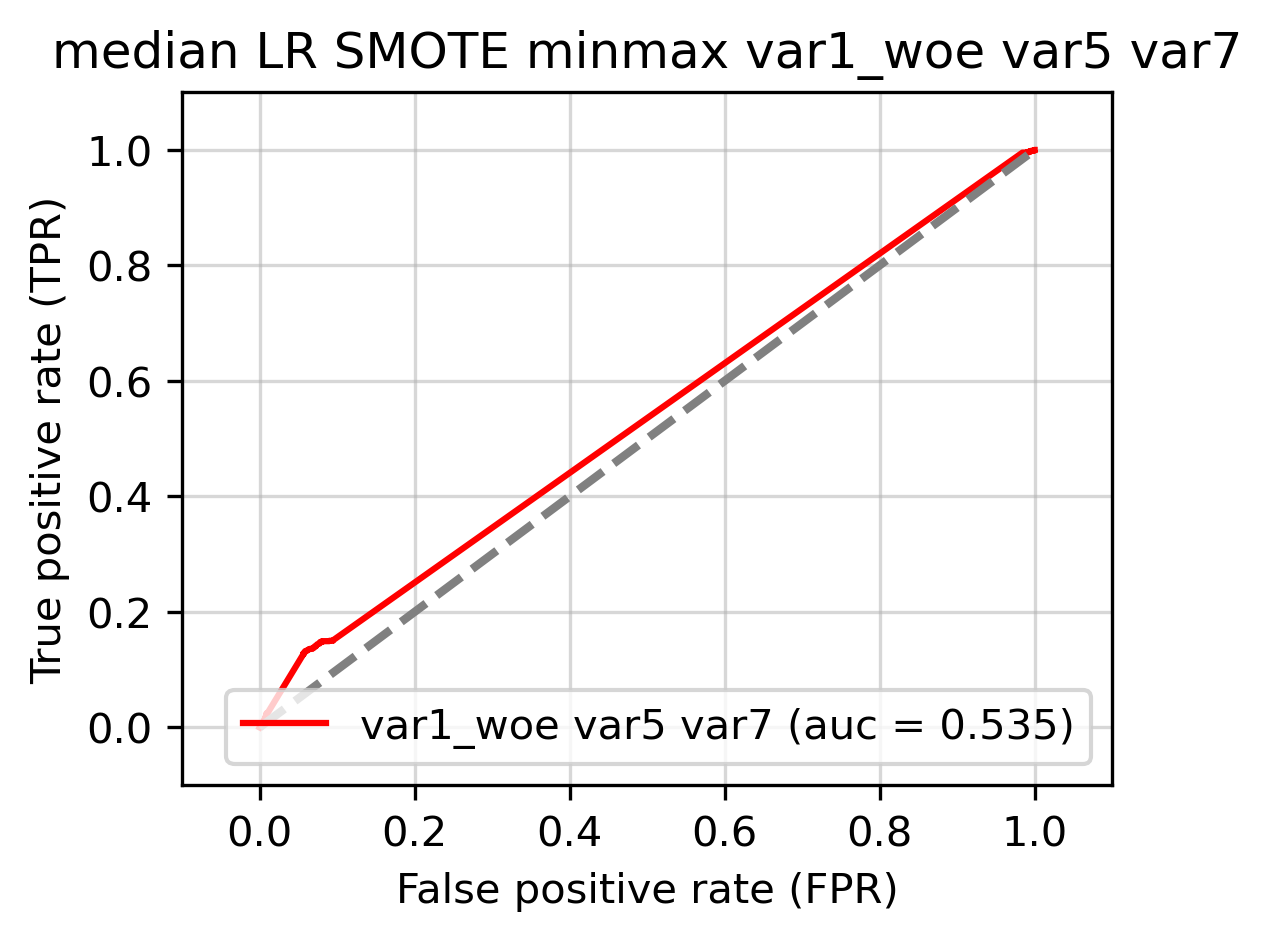 median LR SMOTE minmax var1_woe var5 var7
True positive rate (TPR)
1.0
0.8
0.6
0.4
0.2
0.0
var1_woe var5 var7 (auc = 0.535)
0.0 0.2 0.4 0.6 0.8 1.0
False positive rate (FPR)